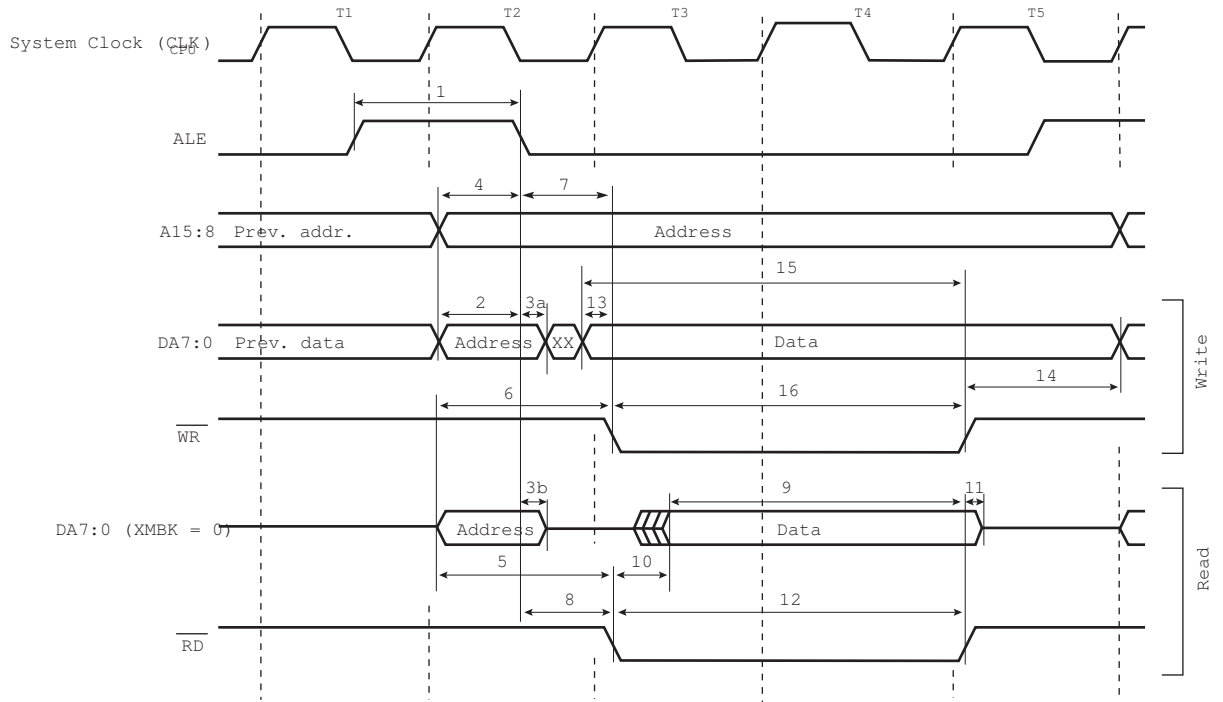 T1 T2 T3 T4 T5
System Clock (CLKCPU)
1
ALE
4 7
A15:8 Prev. addr. Address
15
2 3a 13
DA7:0 Prev. data Address XX Data
14
6 16
WR
Write
3b 9 11
DA7:0 (XMBK = 0) Address Data
5 10
8 12
RD
Read